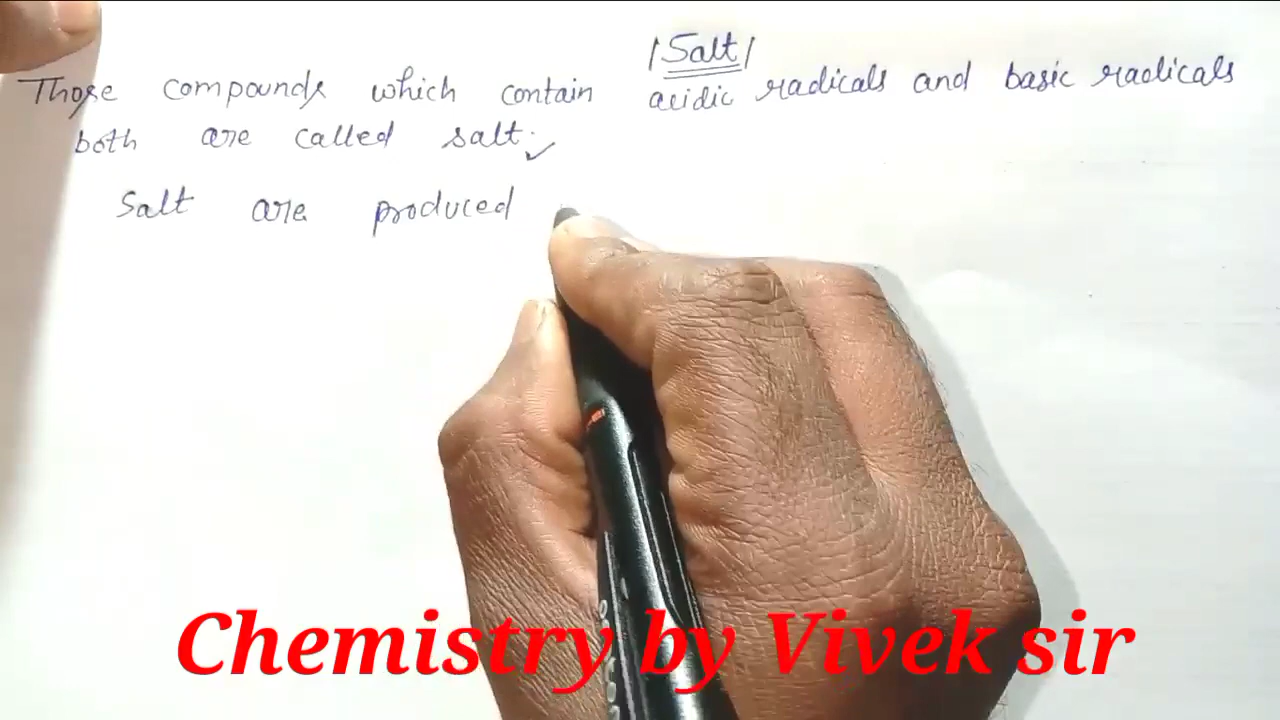 |Salt|
Those compounds which contain acidic radicals and basic radicals
both are called salt.
Salt are produced
Chemistry by Vivek sir